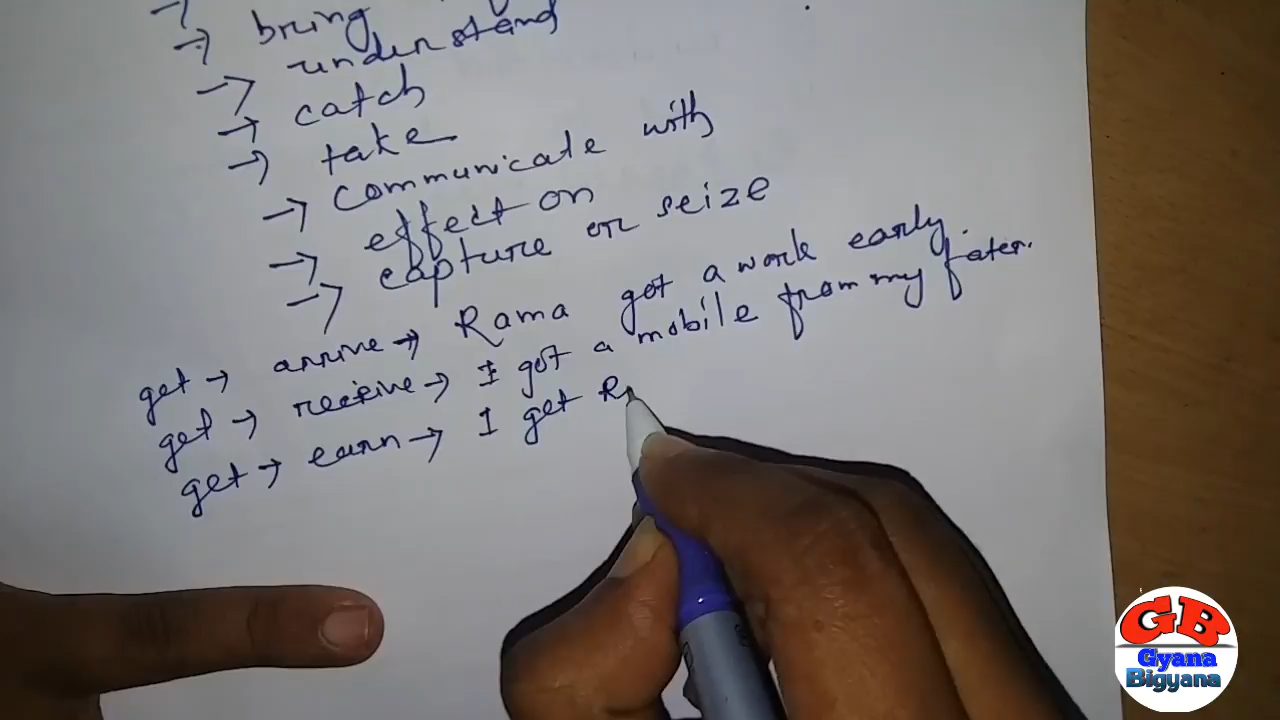 → bring
→ understand
→ catch
→ take
→ communicate with
→ effect on
→ capture or seize
get → arrive → Rama got a work early.
get → receive → I got a mobile from my fater.
get → earn → I get R
GB
Gyana
Bigyana